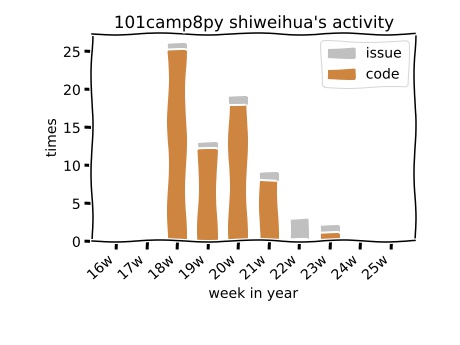 101camp8py shiweihua's activity
issue
code
25
20
15
10
5
0
times
16w 17w 18w 19w 20w 21w 22w 23w 24w 25w
week in year